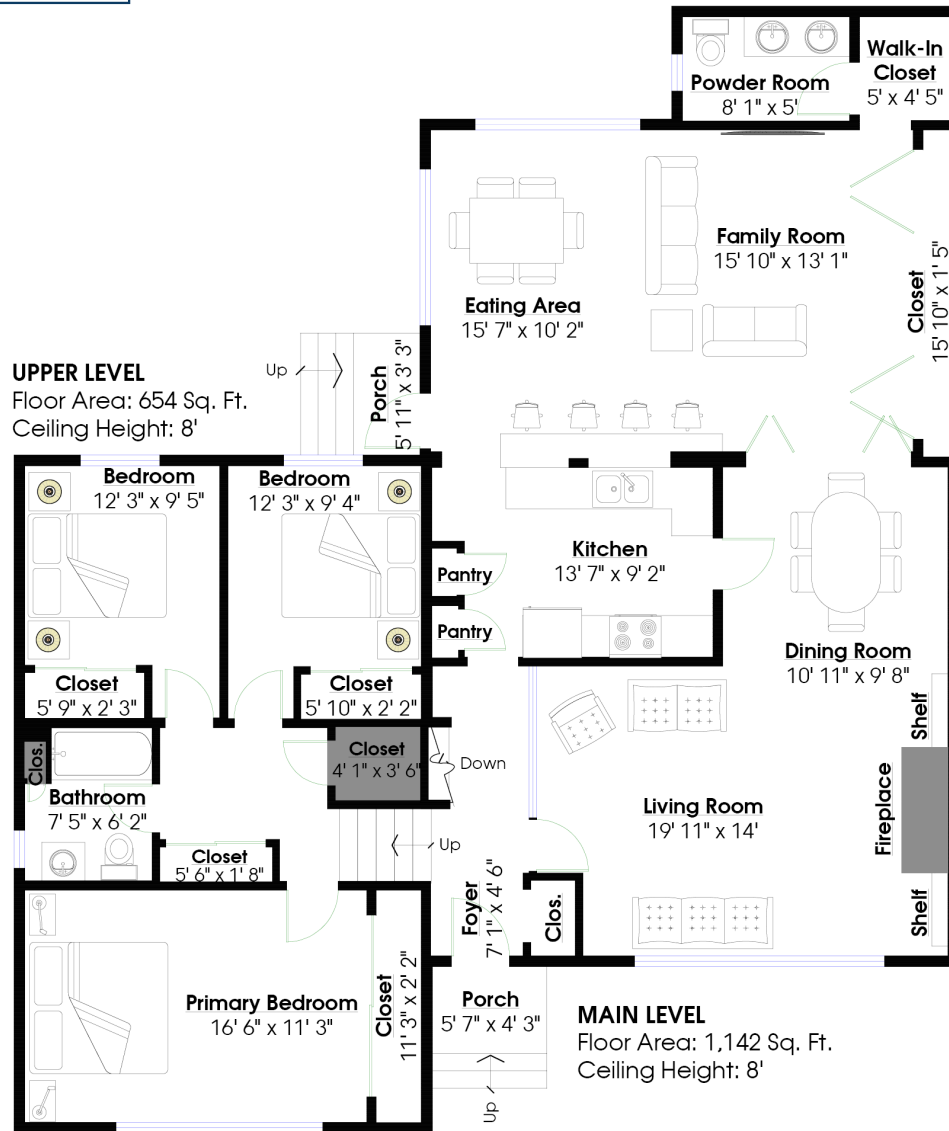 Walk-In
Closet
5' x 4' 5"
Powder Room
8' 1" x 5'
Family Room
15' 10" x 13' 1"
Closet
15' 10" x 1' 5"
Eating Area
15' 7" x 10' 2"
UPPER LEVEL
Floor Area: 654 Sq. Ft.
Ceiling Height: 8'
Up
Porch
5' 11" x 3' 3"
Bedroom
12' 3" x 9' 5"
Bedroom
12' 3" x 9' 4"
Kitchen
13' 7" x 9' 2"
Pantry
Pantry
Dining Room
10' 11" x 9' 8"
Closet
5' 9" x 2' 3"
Closet
5' 10" x 2' 2"
Shelf
Clos.
Closet
4' 1" x 3' 6"
Down
Bathroom
7' 5" x 6' 2"
Living Room
19' 11" x 14'
Fireplace
Up
Closet
5' 6" x 1' 8"
Foyer
7' 1" x 4' 6"
Clos.
Shelf
Primary Bedroom
16' 6" x 11' 3"
Closet
11' 3" x 2' 2"
Porch
5' 7" x 4' 3"
Up
MAIN LEVEL
Floor Area: 1,142 Sq. Ft.
Ceiling Height: 8'